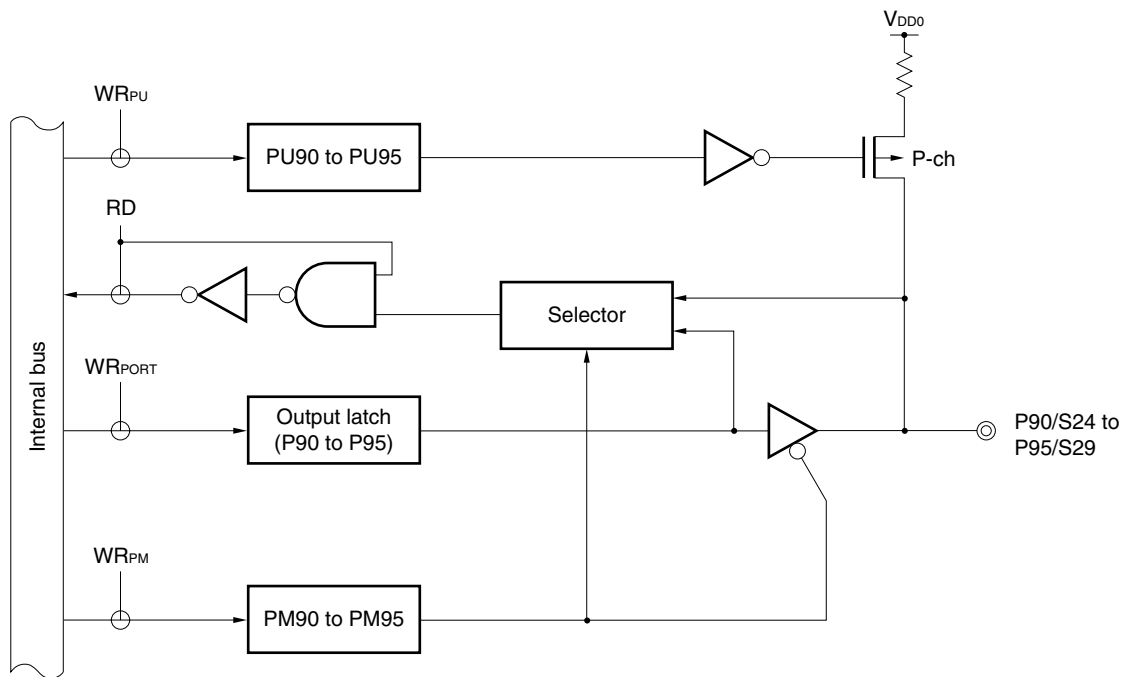 VDD0
WRPU
PU90 to PU95
P-ch
RD
Selector
Internal bus
WRPORT
Output latch
(P90 to P95)
P90/S24 to
P95/S29
WRPM
PM90 to PM95